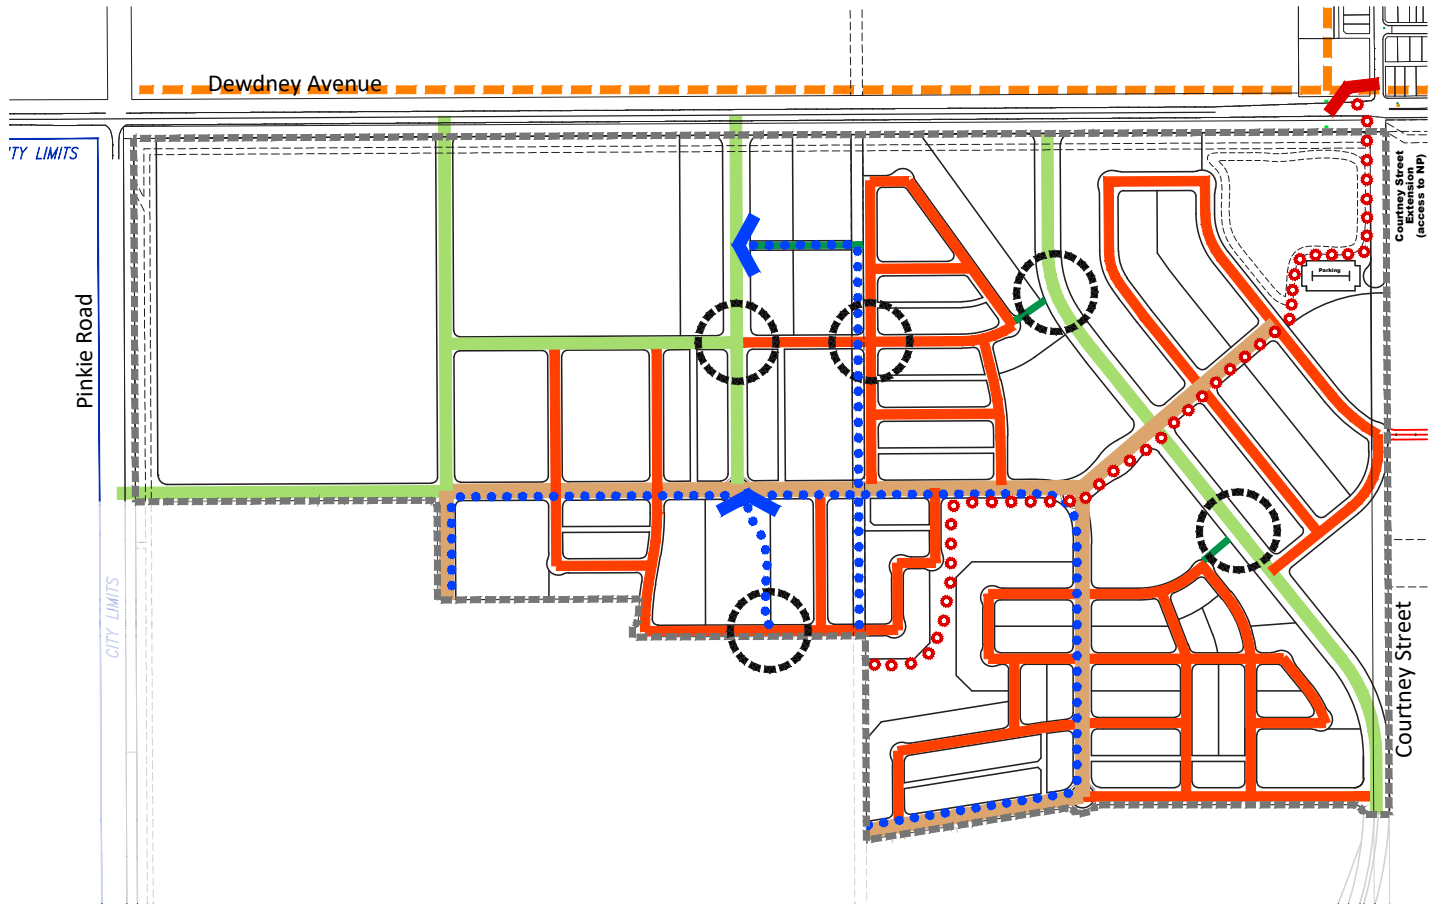 Dewdney Avenue
TY LIMITS
Courtney Street
Extension
(access to NP)
Parking
Pinkie Road
CITY LIMITS
Courtney Street